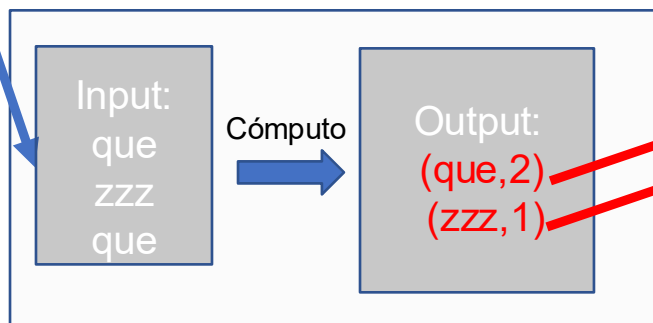 Input:
que
zzz
que
Cómputo
Output:
(que,2)
(zzz,1)